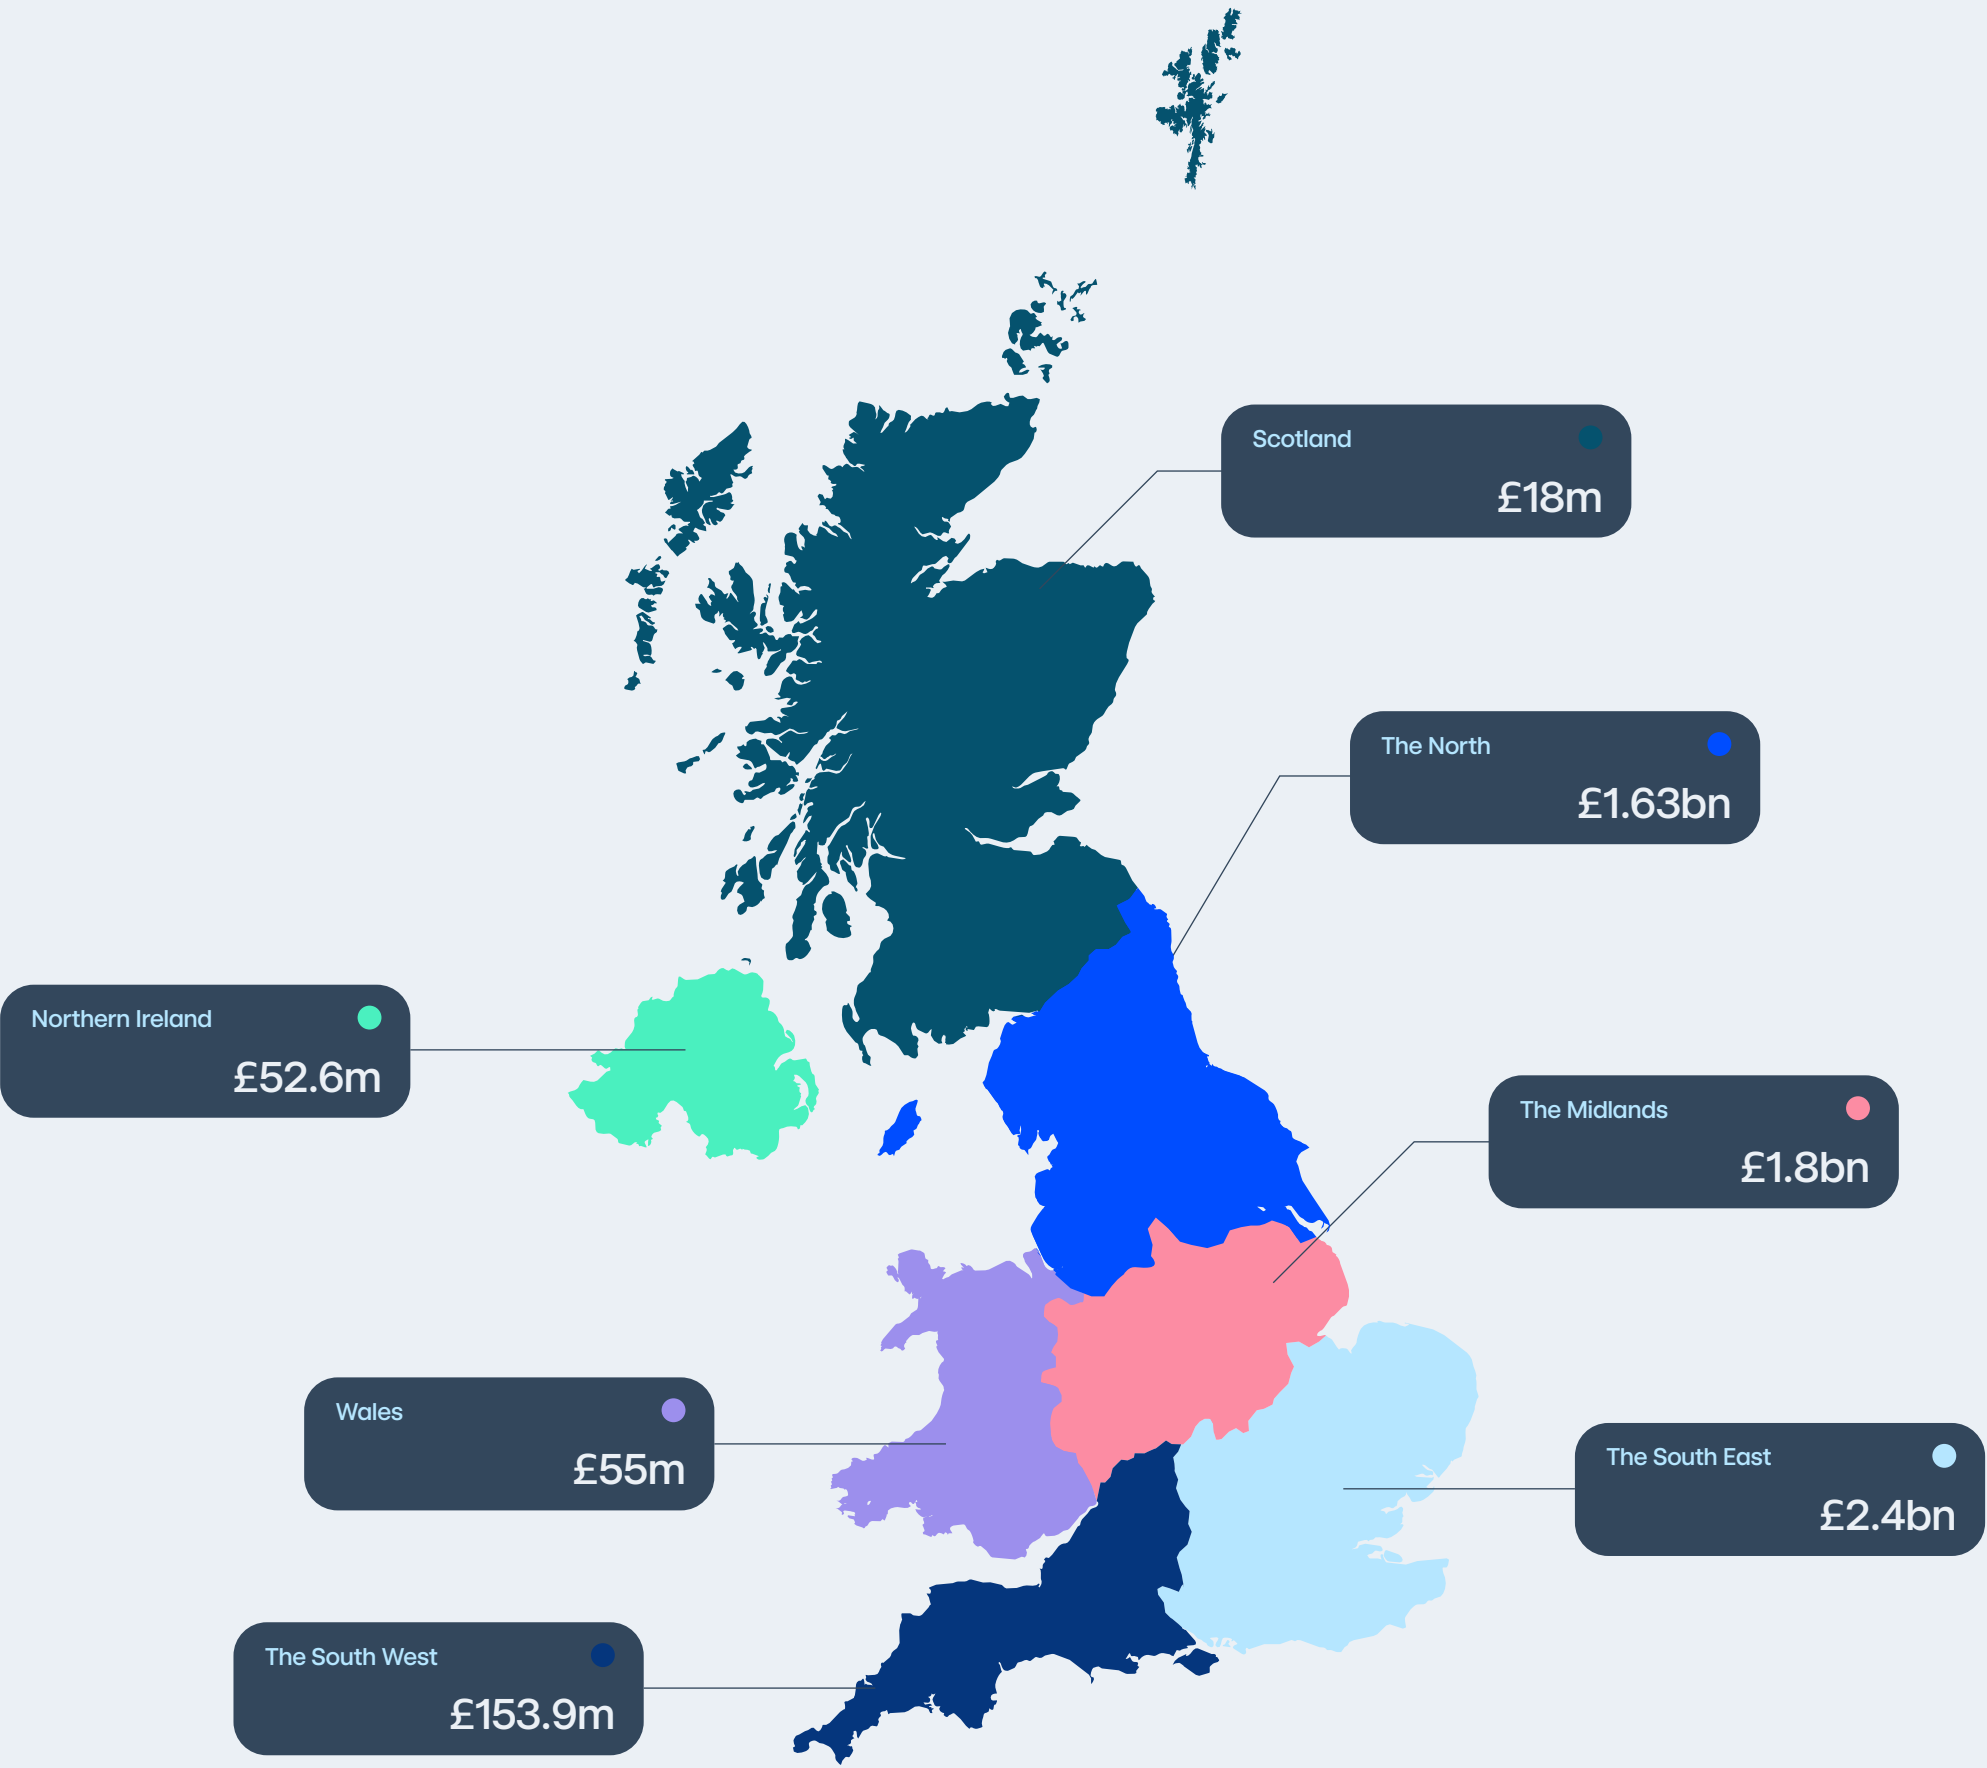 Scotland
£18m
The North
£1.63bn
Northern Ireland
£52.6m
The Midlands
£1.8bn
Wales
£55m
The South East
£2.4bn
The South West
£153.9m